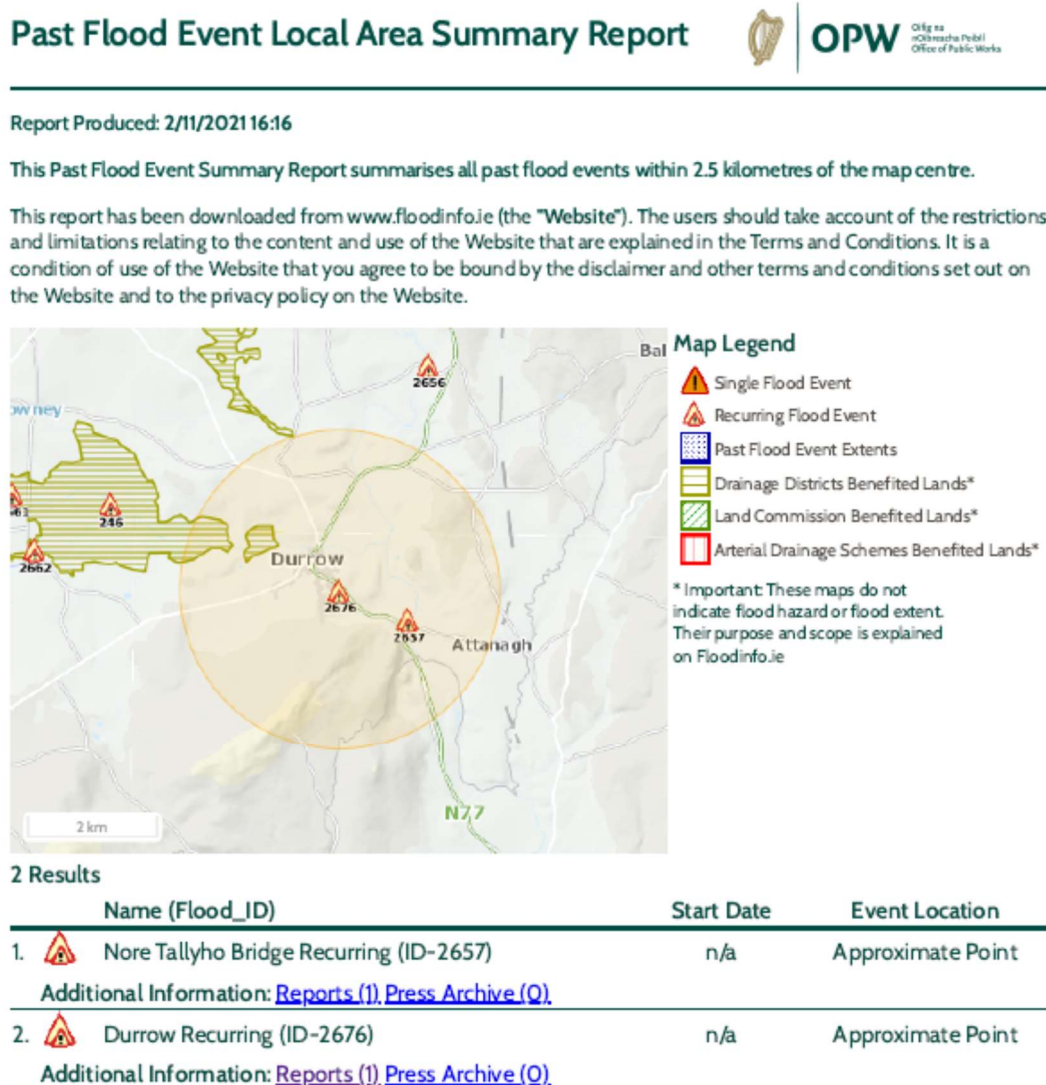 Past Flood Event Local Area Summary Report
OPW
Oifig na
nOibreacha Poiblí
Office of Public Works
Report Produced: 2/11/2021 16:16
This Past Flood Event Summary Report summarises all past flood events within 2.5 kilometres of the map centre.
This report has been downloaded from www.floodinfo.ie (the "Website"). The users should take account of the restrictions
and limitations relating to the content and use of the Website that are explained in the Terms and Conditions. It is a
condition of use of the Website that you agree to be bound by the disclaimer and other terms and conditions set out on
the Website and to the privacy policy on the Website.
Bal
2656
owney
246
61
2662
Durrow
2676
2657
Attanagh
N77
2 km
Map Legend
Single Flood Event
Recurring Flood Event
Past Flood Event Extents
Drainage Districts Benefited Lands*
Land Commission Benefited Lands*
Arterial Drainage Schemes Benefited Lands*
* Important: These maps do not
indicate flood hazard or flood extent.
Their purpose and scope is explained
on Floodinfo.ie
2 Results
Name (Flood_ID) Start Date Event Location
1. Nore Tallyho Bridge Recurring (ID-2657) n/a Approximate Point
Additional Information: Reports (1) Press Archive (0)
2. Durrow Recurring (ID-2676) n/a Approximate Point
Additional Information: Reports (1) Press Archive (0)